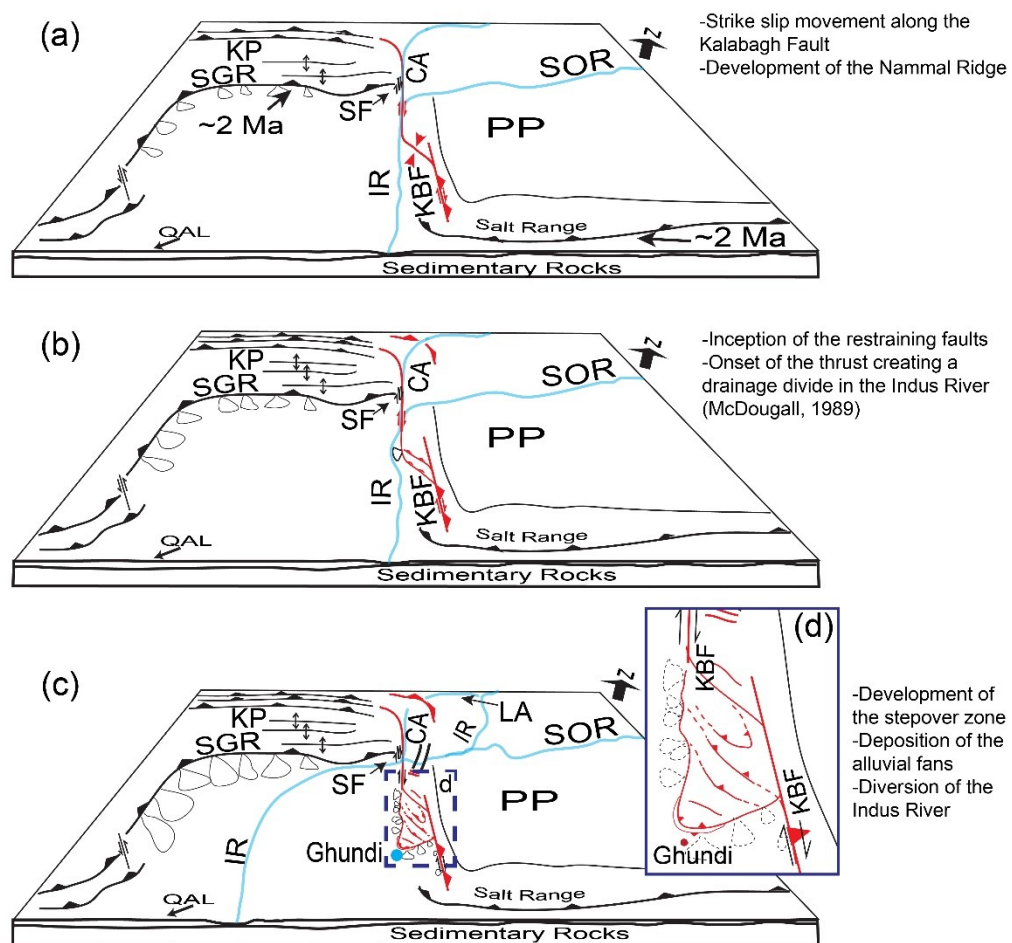 (a)
KP
SGR
~2 Ma
SF
CA
SOR
PP
IR
KBF
Salt Range
~2 Ma
QAL
Sedimentary Rocks
N
-Strike slip movement along the
Kalabagh Fault
-Development of the Nammal Ridge
(b)
KP
SGR
SF
CA
SOR
PP
IR
KBF
Salt Range
QAL
Sedimentary Rocks
N
-Inception of the restraining faults
-Onset of the thrust creating a
drainage divide in the Indus River
(McDougall, 1989)
(c)
KP
SGR
SF
CA
LA
IR
SOR
d
PP
IR
Ghundi
Salt Range
QAL
Sedimentary Rocks
N
(d)
KBF
KBF
Ghundi
-Development of
the stepover zone
-Deposition of the
alluvial fans
-Diversion of the
Indus River